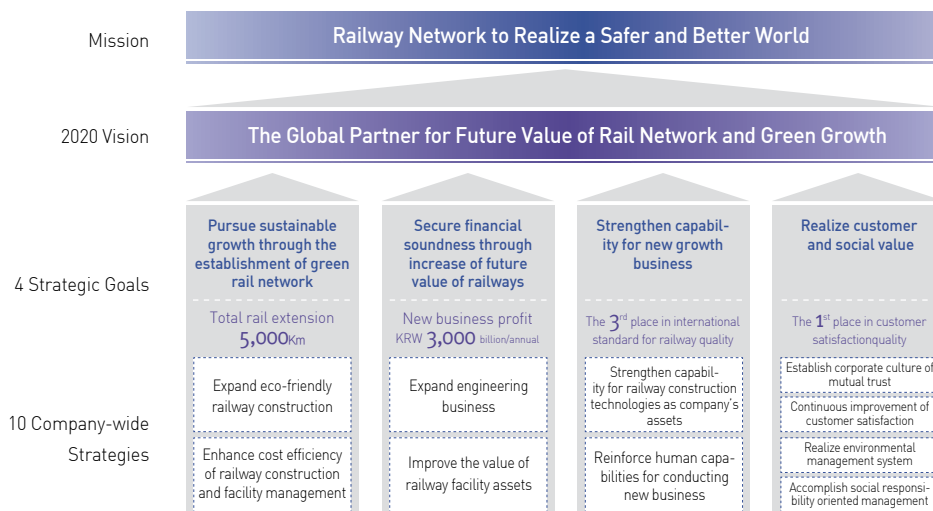 Mission
Railway Network to Realize a Safer and Better World
2020 Vision
The Global Partner for Future Value of Rail Network and Green Growth
4 Strategic Goals
Pursue sustainable
growth through the
establishment of green
rail network
Total rail extension
5,000Km
Secure financial
soundness through
increase of future
value of railways
New business profit
KRW 3,000 billion/annual
Strengthen capabil-
ity for new growth
business
The 3rd place in international
standard for railway quality
Realize customer
and social value
The 1st place in customer
satisfactionquality
10 Company-wide
Strategies
Expand eco-friendly
railway construction
Enhance cost efficiency
of railway construction
and facility management
Expand engineering
business
Improve the value of
railway facility assets
Strengthen capabil-
ity for railway construction
technologies as company's
assets
Reinforce human capa-
bilities for conducting
new business
Establish corporate culture of
mutual trust
Continuous improvement of
customer satisfaction
Realize environmental
management system
Accomplish social responsi-
bility oriented management